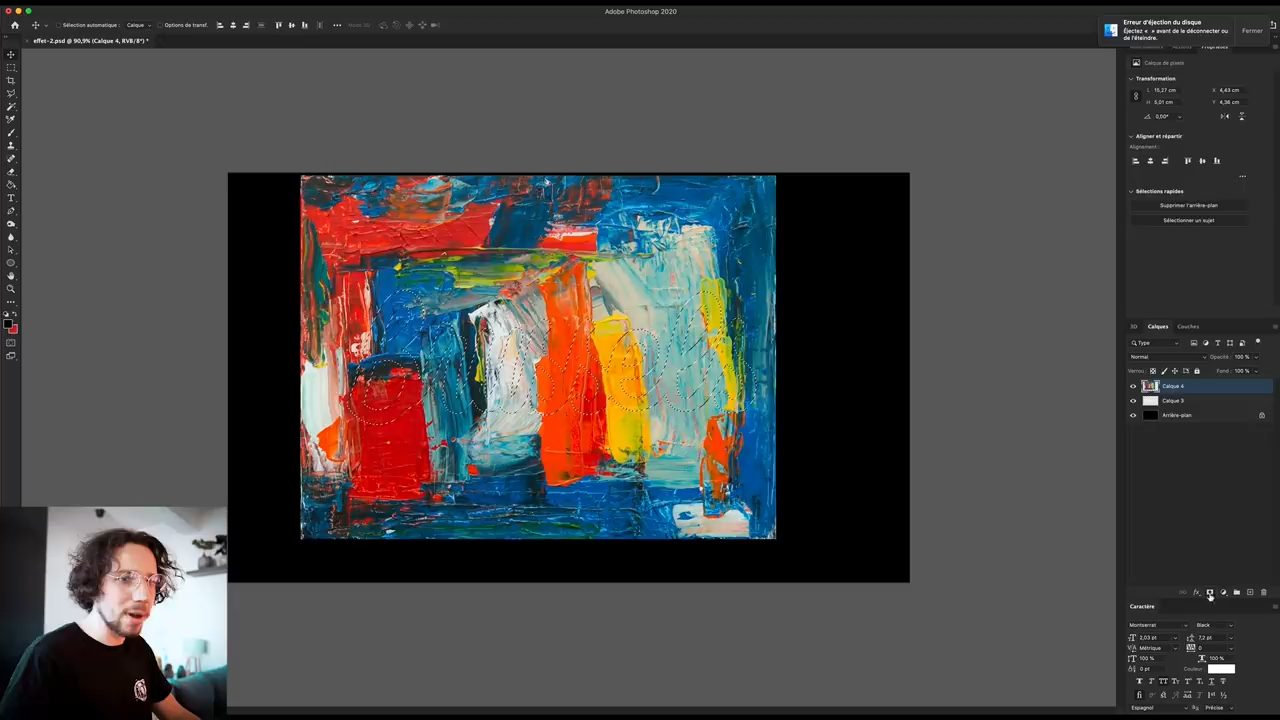 Adobe Photoshop 2020
Sélection automatique : Calque Options de transf.
Erreur d'éjection du disque
Éjectez « » avant de le déconnecter ou
de l'éteindre.
Fermer
effet-2.psd @ 90,9% (Calque 4, RVB/8*) *
Propriétés
Calque de pixels
Transformation
L 15,27 cm X 4,43 cm
H 5,01 cm Y 4,36 cm
0,00°
Aligner et répartir
Alignement :
Sélections rapides
Supprimer l'arrière-plan
Sélectionner un sujet
3D Calques Couches
Type
Normal Opacité : 100 %
Verrou : Fond : 100 %
Calque 4
Calque 3
Arrière-plan
fx
Caractère
Montserrat Black
2,03 pt 7,2 pt
Métrique 0
100 % 100 %
0 pt Couleur :
Espagnol Précise